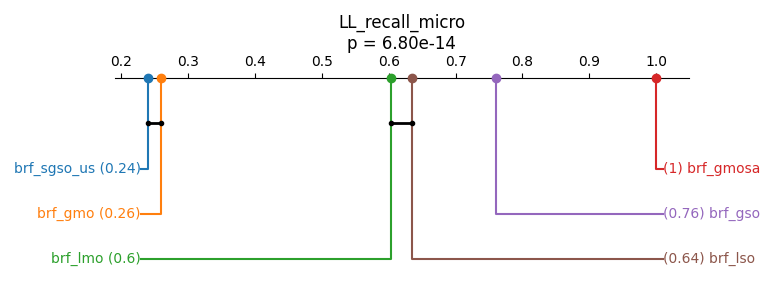 LL_recall_micro
p = 6.80e-14
0.2 0.3 0.4 0.5 0.6 0.7 0.8 0.9 1.0
brf_sgso_us (0.24) (1) brf_gmosa
brf_gmo (0.26) (0.76) brf_gso
brf_lmo (0.6) (0.64) brf_lso